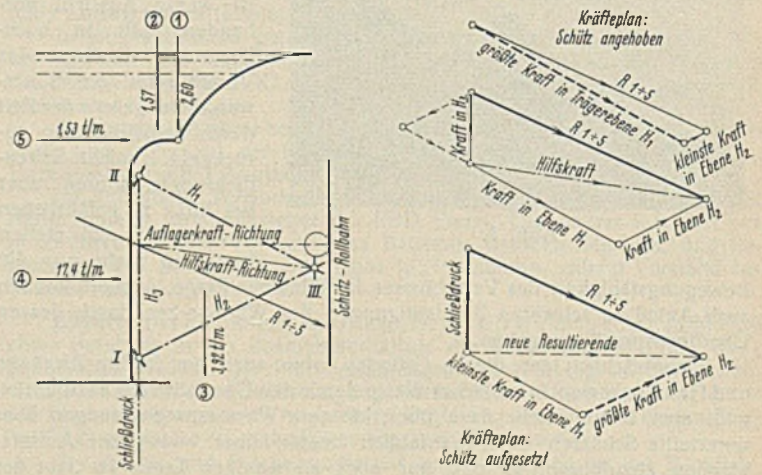 ② ①
1,57
2,60
⑤ 1,53 t/m
II
H₁
Auflagerkraft-Richtung
Hilfskraft-Richtung
④ 17,4 t/m
H₃
H₂
III
R 1÷5
Schütz-Rollbahn
I
3,92 t/m
③
Schließdruck
Kräfteplan:
Schütz angehoben
R 1÷5
größte Kraft in Trägerebene H₁
kleinste Kraft
in Ebene H₂
Kraft in H₃
R 1÷5
Hilfskraft
Kraft in Ebene H₁
Kraft in Ebene H₂
Schließdruck
R 1÷5
neue Resultierende
kleinste Kraft in Ebene H₁
größte Kraft in Ebene H₂
Kräfteplan:
Schütz aufgesetzt